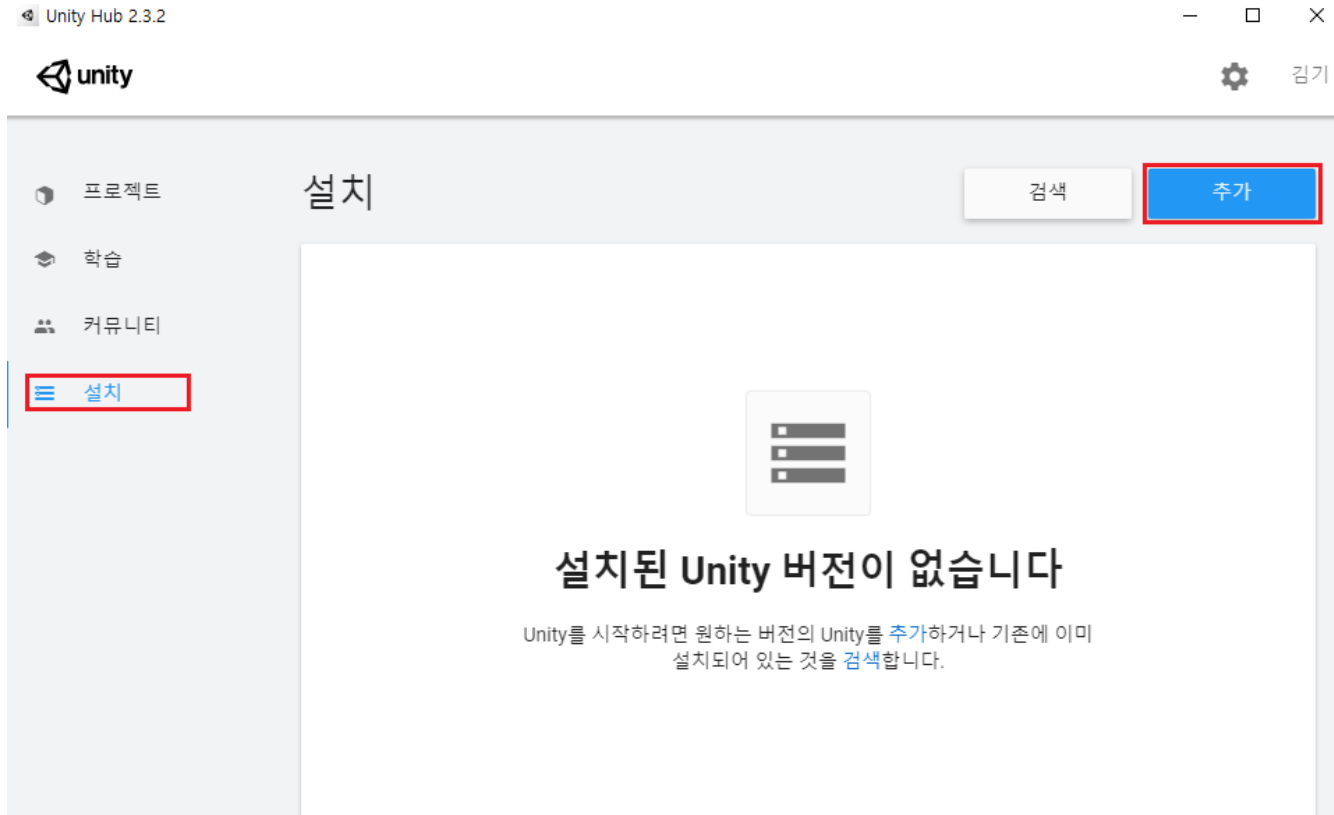 Unity Hub 2.3.2
unity
김기
프로젝트
학습
커뮤니티
설치
설치
검색
추가
설치된 Unity 버전이 없습니다
Unity를 시작하려면 원하는 버전의 Unity를 추가하거나 기존에 이미
설치되어 있는 것을 검색합니다.